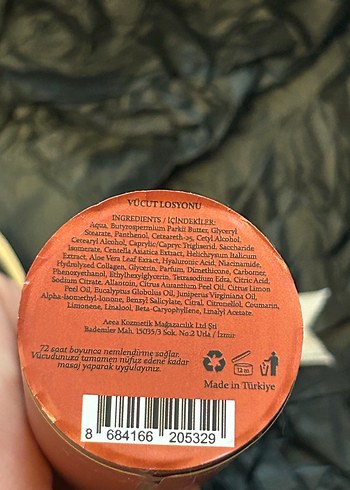 VÜCUT LOSYONU
INGREDIENTS / İÇİNDEKİLER:
Aqua, Butyrospermum Parkii Butter, Glyceryl
Stearate, Panthenol, Ceteareth-25, Cetyl Alcohol,
Cetearyl Alcohol, Caprylic/Capryc Trigliserid, Saccharide
Isomerate, Centella Asiatica Extract, Helichrysum Italicum
Extract, Aloe Vera Leaf Extract, Hyaluronic Acid, Niacinamide,
Hydrolyzed Collagen, Glycerin, Parfum, Dimethicone, Carbomer,
Phenoxyethanol, Ethylhexylglycerin, Tetrasodium Edta, Citric Acid,
Sodium Citrate, Allantoin, Citrus Aurantium Peel Oil, Citrus Limon
Peel Oil, Eucalyptus Globulus Oil, Juniperus Virginiana Oil,
Alpha-Isomethyl-Ionone, Benzyl Salicylate, Citral, Citronellol, Coumarin,
Limonene, Linalool, Beta-Caryophyllene, Linalyl Acetate
Kozmetik Mağazacılık Ltd Şti
Bademler Mah. 15035/3 Sok. No:2 Urla / İzmir
72 saat boyunca nemlendirme sağlar.
Vücudunuza tamamen nüfuz edene kadar
masaj yaparak uygulayınız.
12 m
Made in Türkiye
8 684166 205329